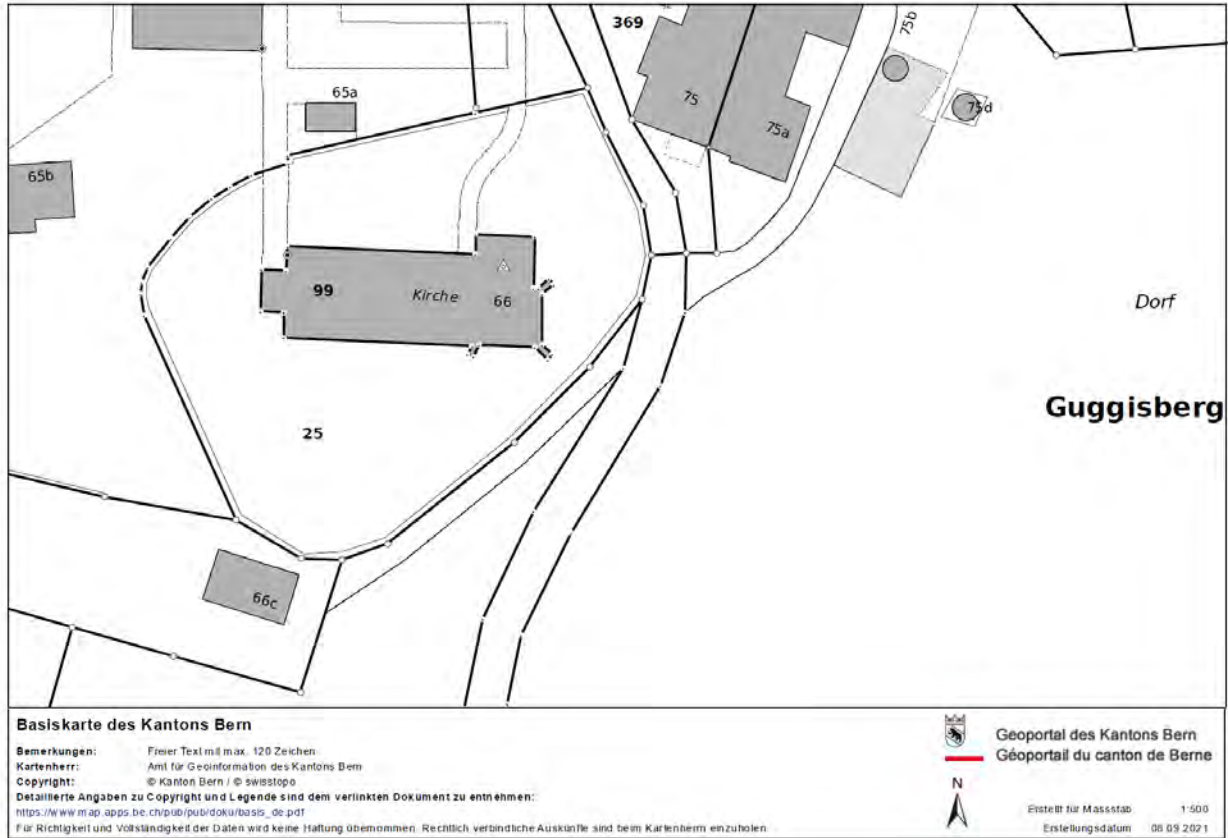 369
75b
65a
75
75a
75d
65b
99
Kirche
66
Dorf
Guggisberg
25
66c
Basiskarte des Kantons Bern
Bemerkungen: Freier Text mit max. 120 Zeichen
Kartenherr: Amt für Geoinformation des Kantons Bern
Copyright: © Kanton Bern / © swisstopo
Detaillierte Angaben zu Copyright und Legende sind dem verlinkten Dokument zu entnehmen:
https://www.map.apps.be.ch/pub/pub/doku/basis_de.pdf
Für Richtigkeit und Vollständigkeit der Daten wird keine Haftung übernommen. Rechtlich verbindliche Auskünfte sind beim Kartenherrn einzuholen.
Geoportal des Kantons Bern
Géoportail du canton de Berne
N
Erstellt für Massstab 1:500
Erstellungsdatum 08.09.2021